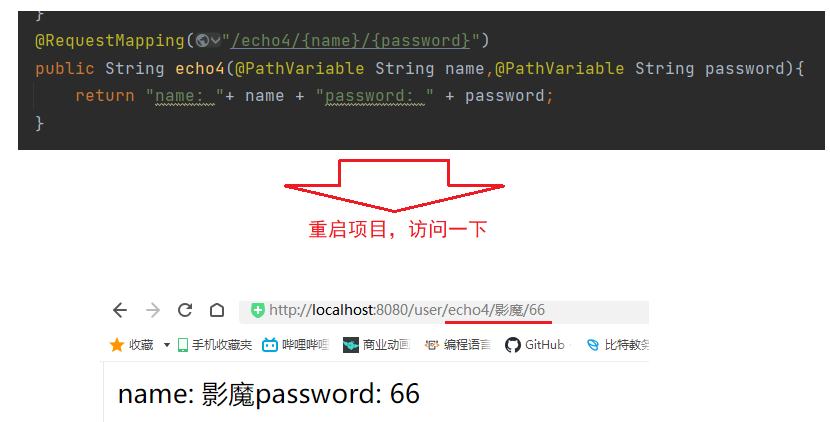 }
@RequestMapping("/echo4/{name}/{password}")
public String echo4(@PathVariable String name,@PathVariable String password){
return "name: "+ name + "password: " + password;
}
重启项目，访问一下
http://localhost:8080/user/echo4/影魔/66
收藏 手机收藏夹 哔哩哔哩 商业动画 编程语言 GitHub 比特教务
name: 影魔password: 66